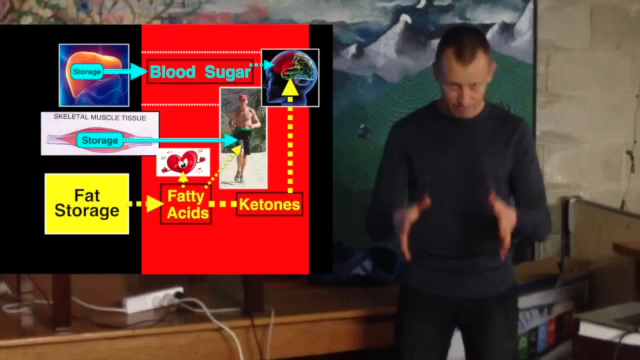 Storage
Blood Sugar
SKELETAL MUSCLE TISSUE
Storage
Fat
Storage
Fatty
Acids
Ketones